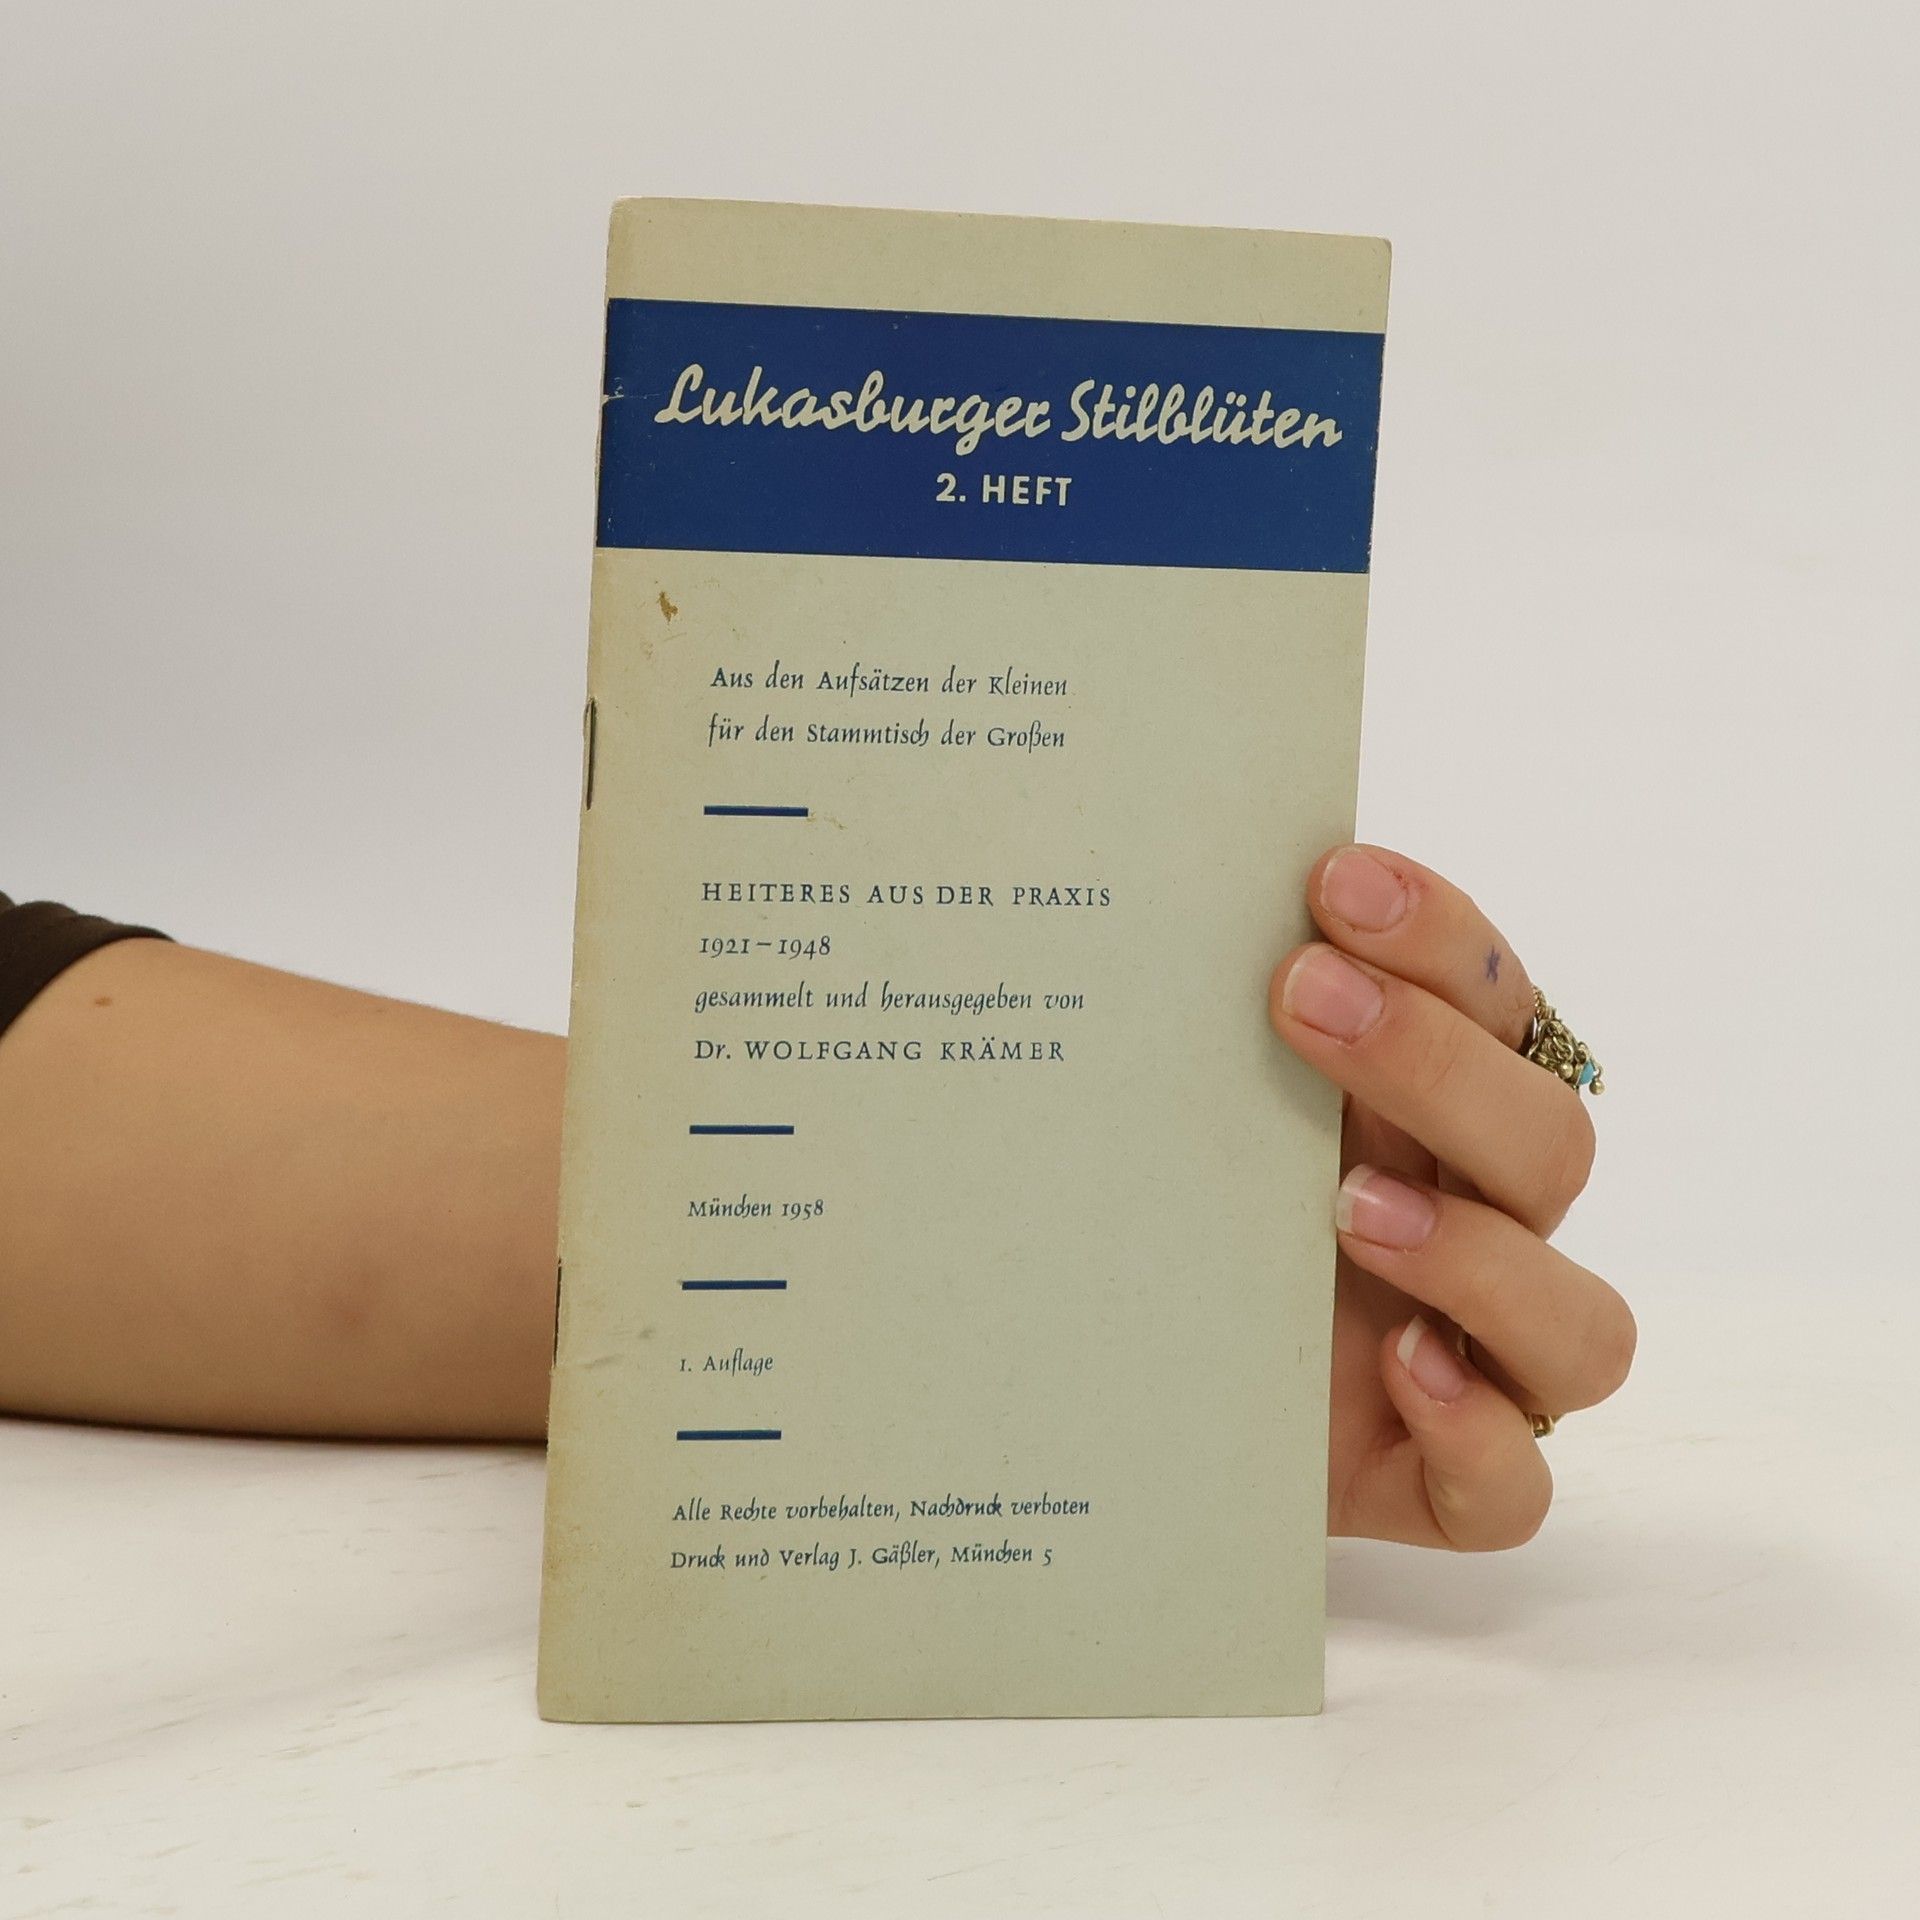 Lukasburger Stilblüten
2. HEFT
Aus den Aufsätzen der Kleinen
für den Stammtisch der Großen
HEITERES AUS DER PRAXIS
1921–1948
gesammelt und herausgegeben von
Dr. WOLFGANG KRÄMER
München 1958
1. Auflage
Alle Rechte vorbehalten, Nachdruck verboten
Druck und Verlag J. Gäßler, München 5